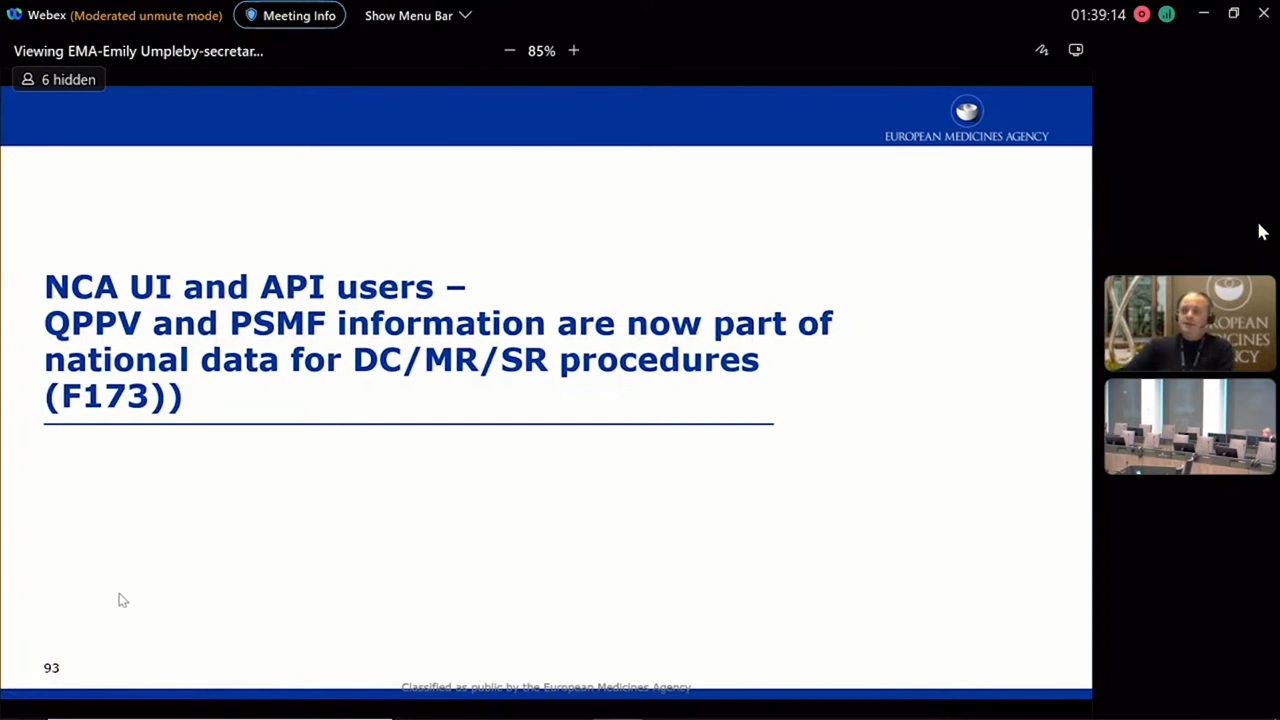 Webex (Moderated unmute mode) Meeting Info Show Menu Bar 01:39:14
Viewing EMA-Emily Umpleby-secretar... 85%
6 hidden
EUROPEAN MEDICINES AGENCY
NCA UI and API users –
QPPV and PSMF information are now part of
national data for DC/MR/SR procedures
(F173))
93
Classified as public by the European Medicines Agency